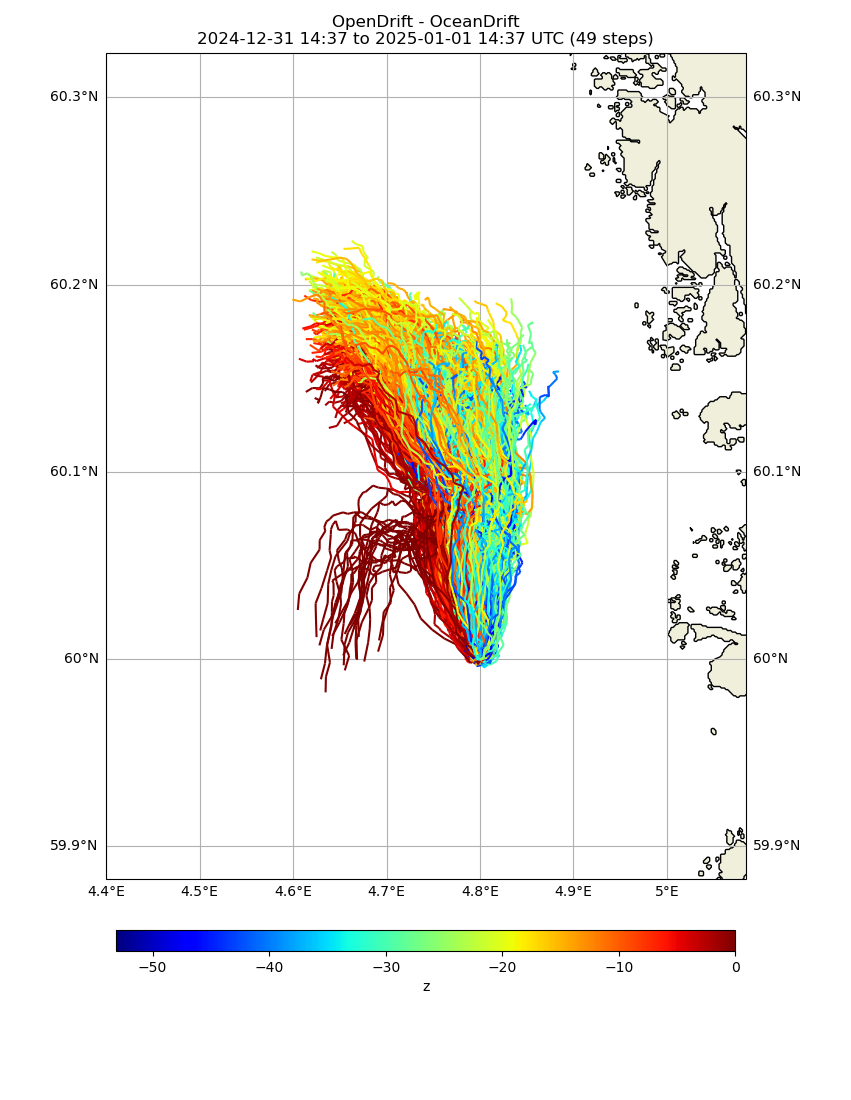 OpenDrift - OceanDrift
2024-12-31 14:37 to 2025-01-01 14:37 UTC (49 steps)
60.3°N 60.3°N
60.2°N 60.2°N
60.1°N 60.1°N
60°N 60°N
59.9°N 59.9°N
4.4°E 4.5°E 4.6°E 4.7°E 4.8°E 4.9°E 5°E
−50 −40 −30 −20 −10 0
z